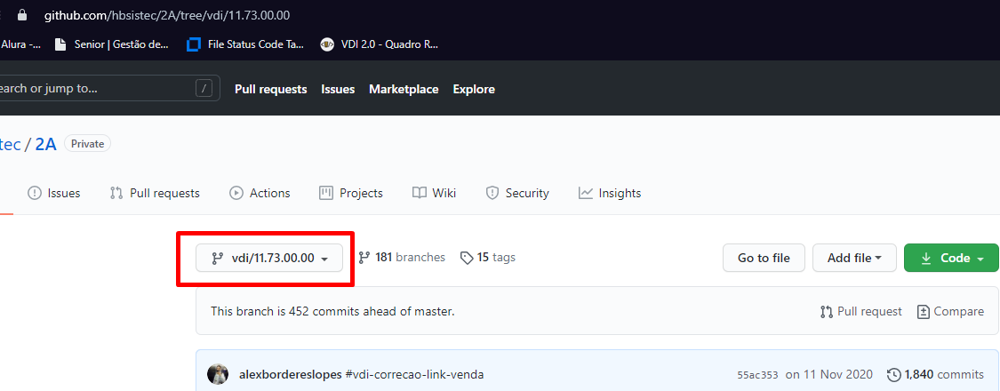 github.com/hbsistec/2A/tree/vdi/11.73.00.00
Alura -... Senior | Gestão de... File Status Code Ta... VDI 2.0 - Quadro R...
earch or jump to... / Pull requests Issues Marketplace Explore
tec / 2A Private
Issues Pull requests Actions Projects Wiki Security Insights
vdi/11.73.00.00 181 branches 15 tags Go to file Add file Code
This branch is 452 commits ahead of master. Pull request Compare
alexbordereslopes #vdi-correcao-link-venda 55ac353 on 11 Nov 2020 1,840 commits